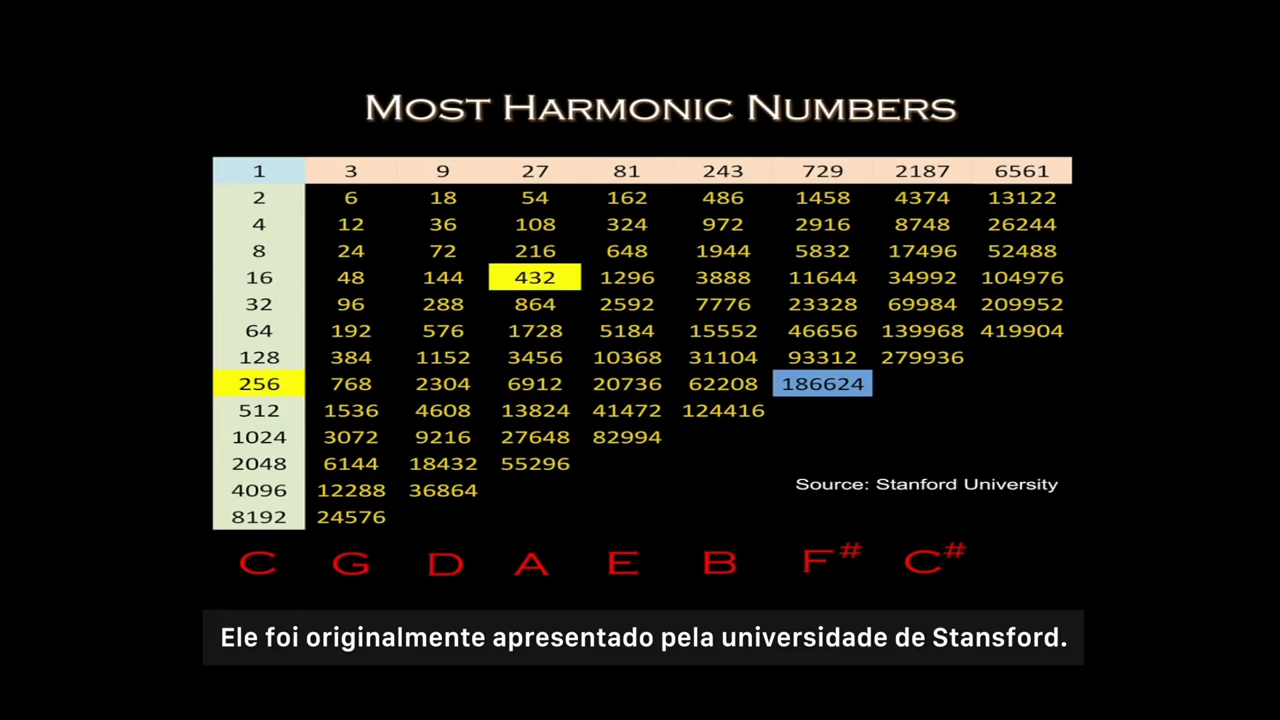 MOST HARMONIC NUMBERS
1 3 9 27 81 243 729 2187 6561
2 6 18 54 162 486 1458 4374 13122
4 12 36 108 324 972 2916 8748 26244
8 24 72 216 648 1944 5832 17496 52488
16 48 144 432 1296 3888 11644 34992 104976
32 96 288 864 2592 7776 23328 69984 209952
64 192 576 1728 5184 15552 46656 139968 419904
128 384 1152 3456 10368 31104 93312 279936
256 768 2304 6912 20736 62208 186624
512 1536 4608 13824 41472 124416
1024 3072 9216 27648 82994
2048 6144 18432 55296
4096 12288 36864
Source: Stanford University
8192 24576
C G D A E B F# C#
Ele foi originalmente apresentado pela universidade de Stansford.